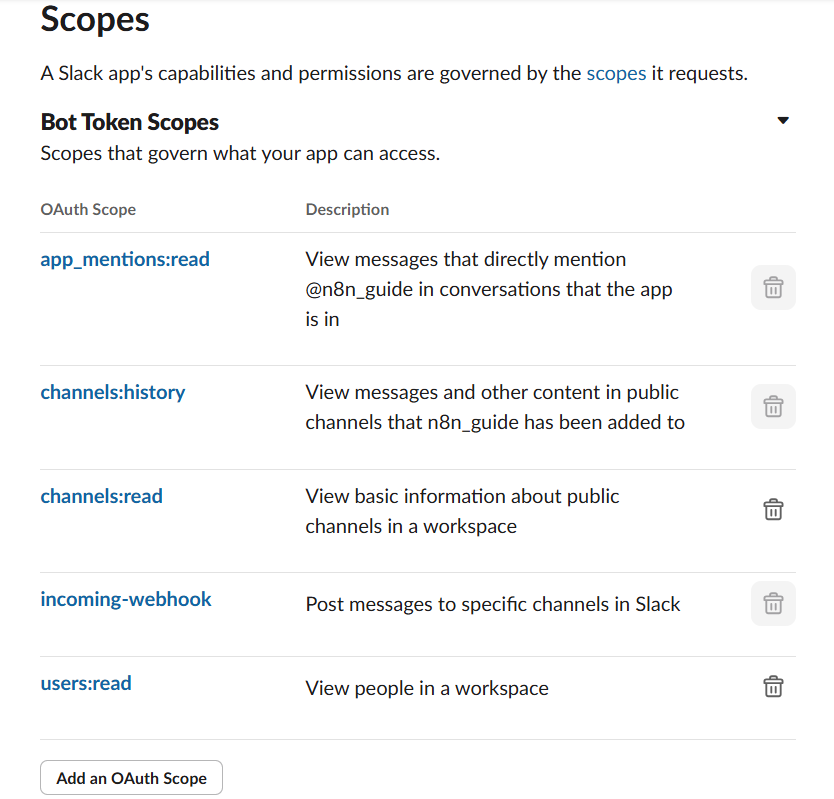 Scopes
A Slack app's capabilities and permissions are governed by the scopes it requests.
Bot Token Scopes
Scopes that govern what your app can access.
OAuth Scope Description
app_mentions:read View messages that directly mention
@n8n_guide in conversations that the app
is in
channels:history View messages and other content in public
channels that n8n_guide has been added to
channels:read View basic information about public
channels in a workspace
incoming-webhook Post messages to specific channels in Slack
users:read View people in a workspace
Add an OAuth Scope